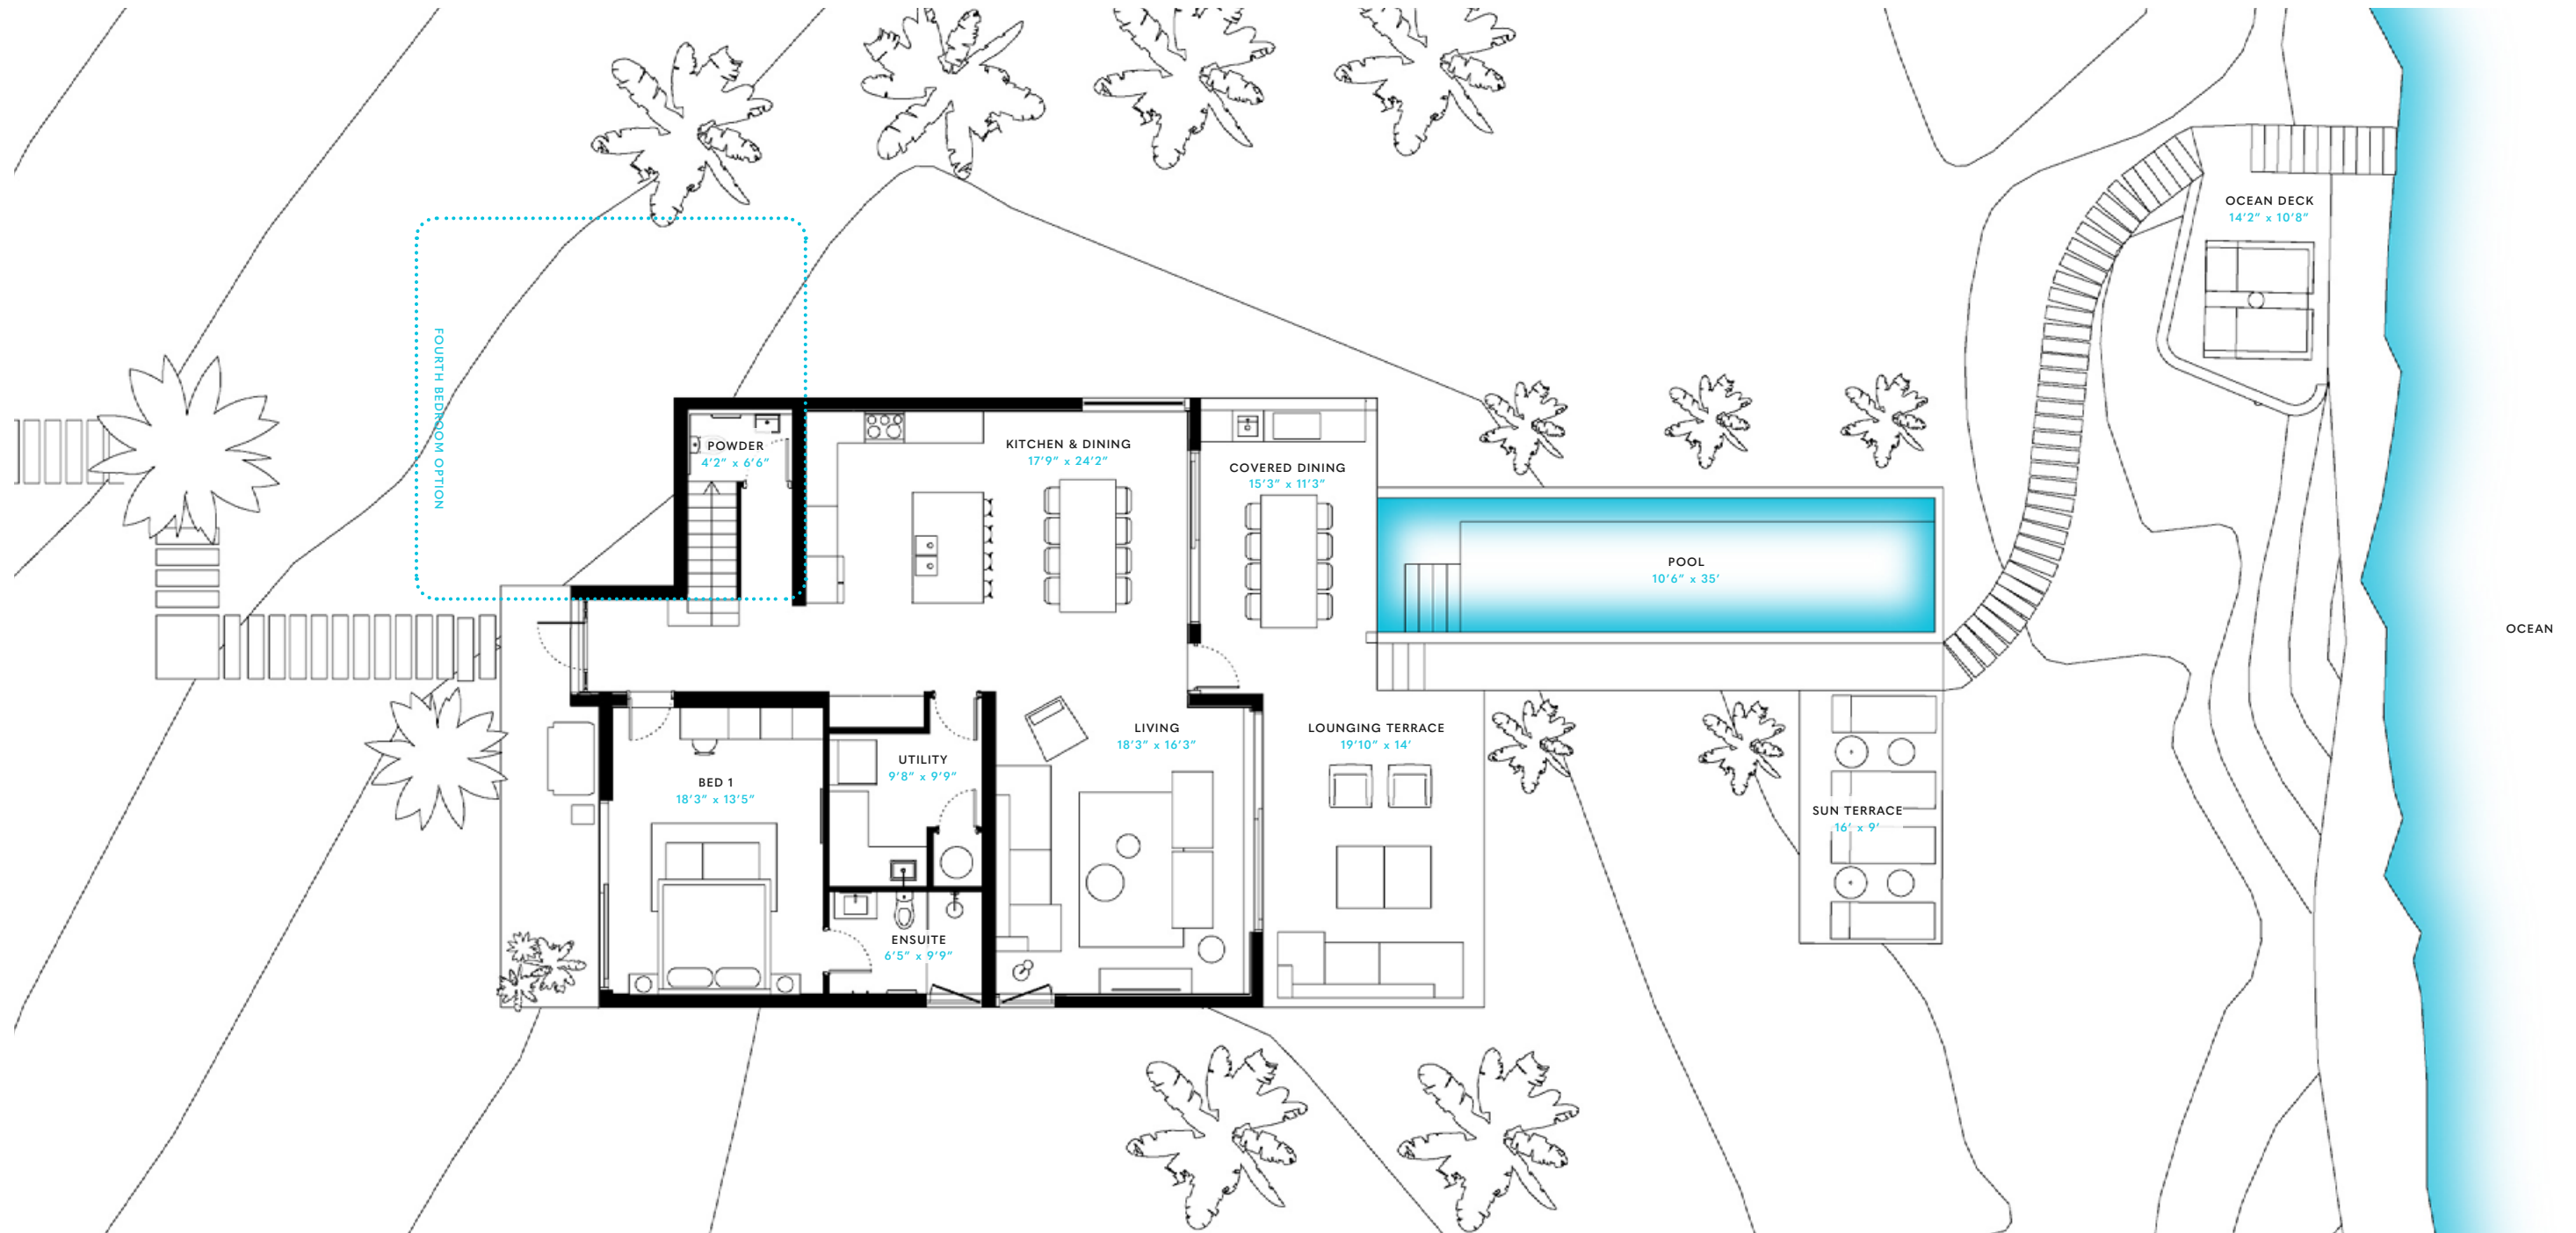 OCEAN DECK
14'2" x 10'8"
FOURTH BEDROOM OPTION
POWDER
4'2" x 6'6"
KITCHEN & DINING
17'9" x 24'2"
COVERED DINING
15'3" x 11'3"
POOL
10'6" x 35'
OCEAN
LIVING
18'3" x 16'3"
LOUNGING TERRACE
19'10" x 14'
UTILITY
9'8" x 9'9"
BED 1
18'3" x 13'5"
SUN TERRACE
16' x 9'
ENSUITE
6'5" x 9'9"